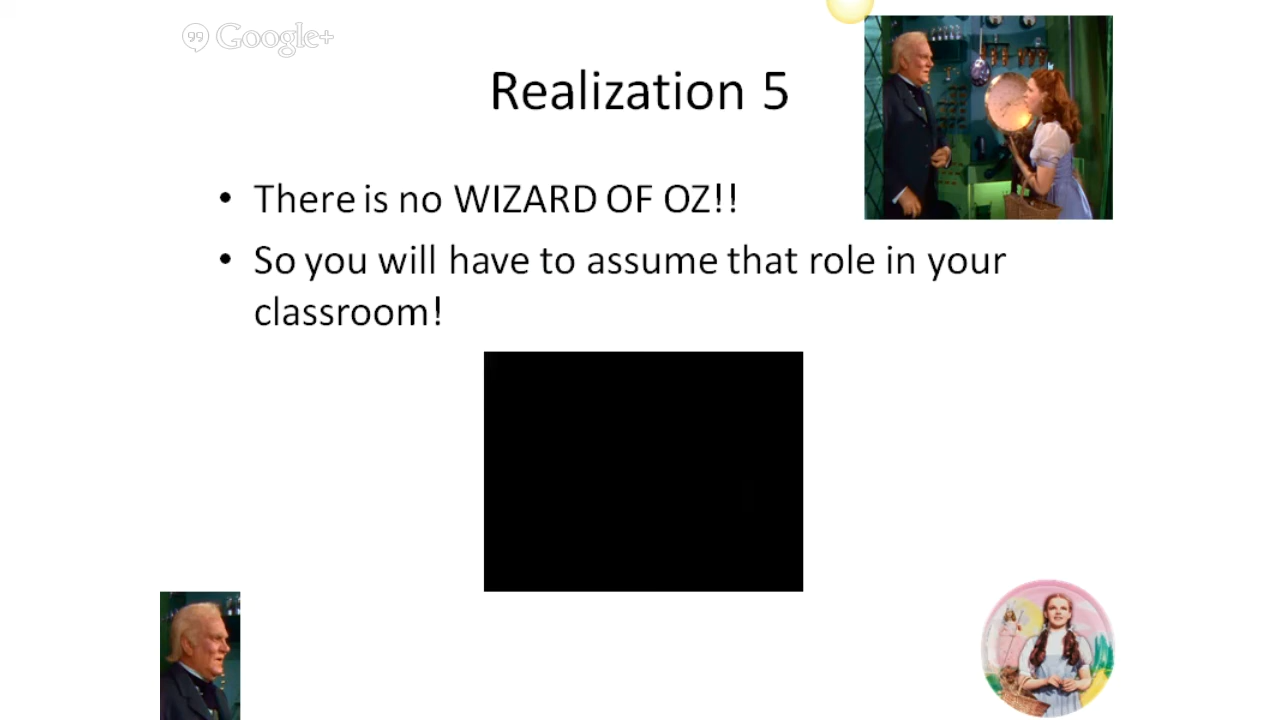 Google+
Realization 5
• There is no WIZARD OF OZ!!
• So you will have to assume that role in your
classroom!